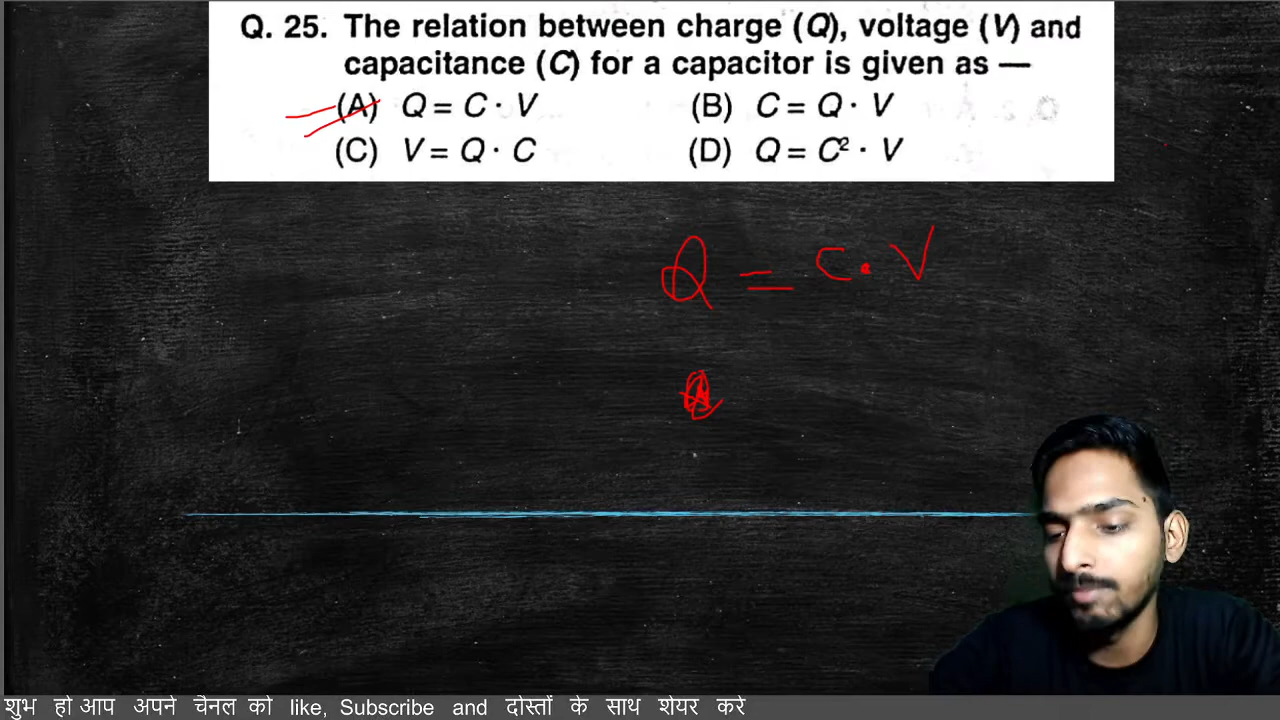 Q. 25. The relation between charge (Q), voltage (V) and
capacitance (C) for a capacitor is given as —
(A) Q = C · V (B) C = Q · V
(C) V = Q · C (D) Q = C² · V
Q = C · V
शुभ हो आप अपने चैनल को like, Subscribe and दोस्तों के साथ शेयर करे